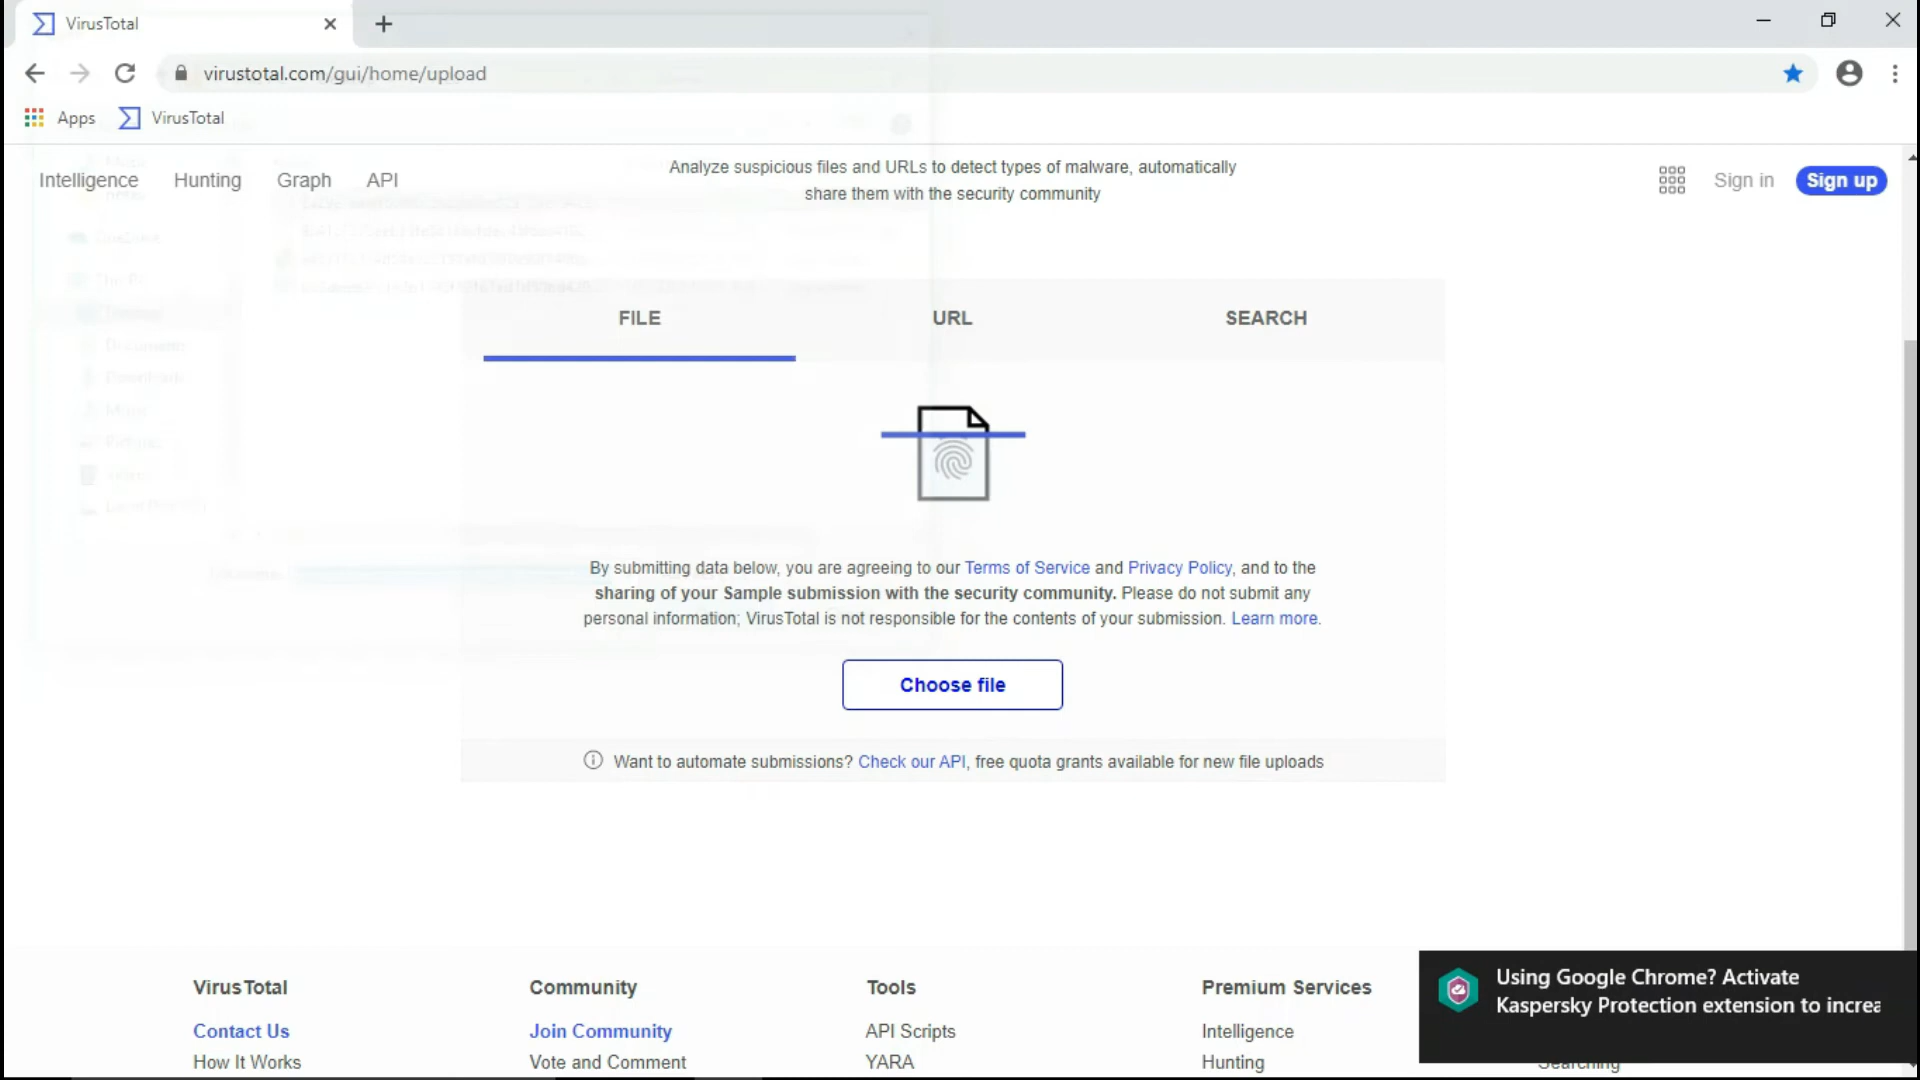 VirusTotal
virustotal.com/gui/home/upload
Apps
VirusTotal
Intelligence
Hunting
Graph
API
Analyze suspicious files and URLs to detect types of malware, automatically
share them with the security community
Sign in
Sign up
OneDrive
Documents
Downloads
Music
Pictures
FILE
URL
SEARCH
By submitting data below, you are agreeing to our Terms of Service and Privacy Policy, and to the
sharing of your Sample submission with the security community. Please do not submit any
personal information; VirusTotal is not responsible for the contents of your submission. Learn more.
Choose file
Want to automate submissions? Check our API, free quota grants available for new file uploads
VirusTotal
Contact Us
How It Works
Community
Join Community
Vote and Comment
Tools
API Scripts
YARA
Premium Services
Intelligence
Hunting
Using Google Chrome? Activate
Kaspersky Protection extension to increa
Searching